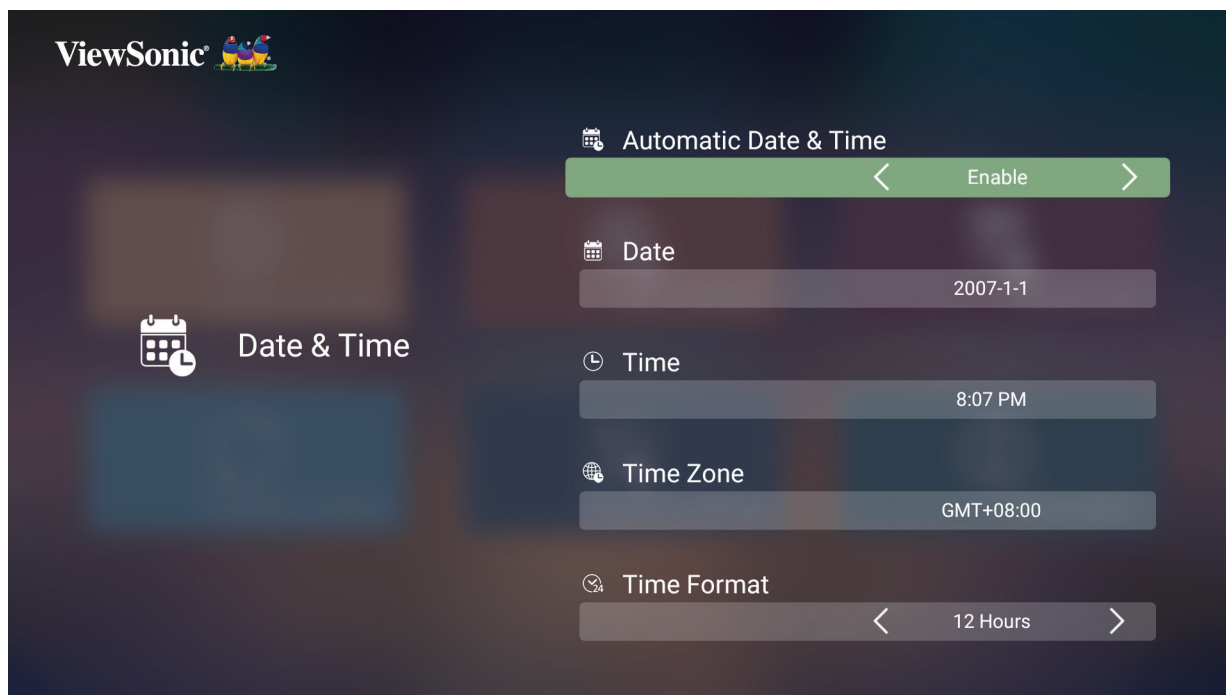 ViewSonic®
Automatic Date & Time
Enable
Date
2007-1-1
Date & Time
Time
8:07 PM
Time Zone
GMT+08:00
24
Time Format
12 Hours